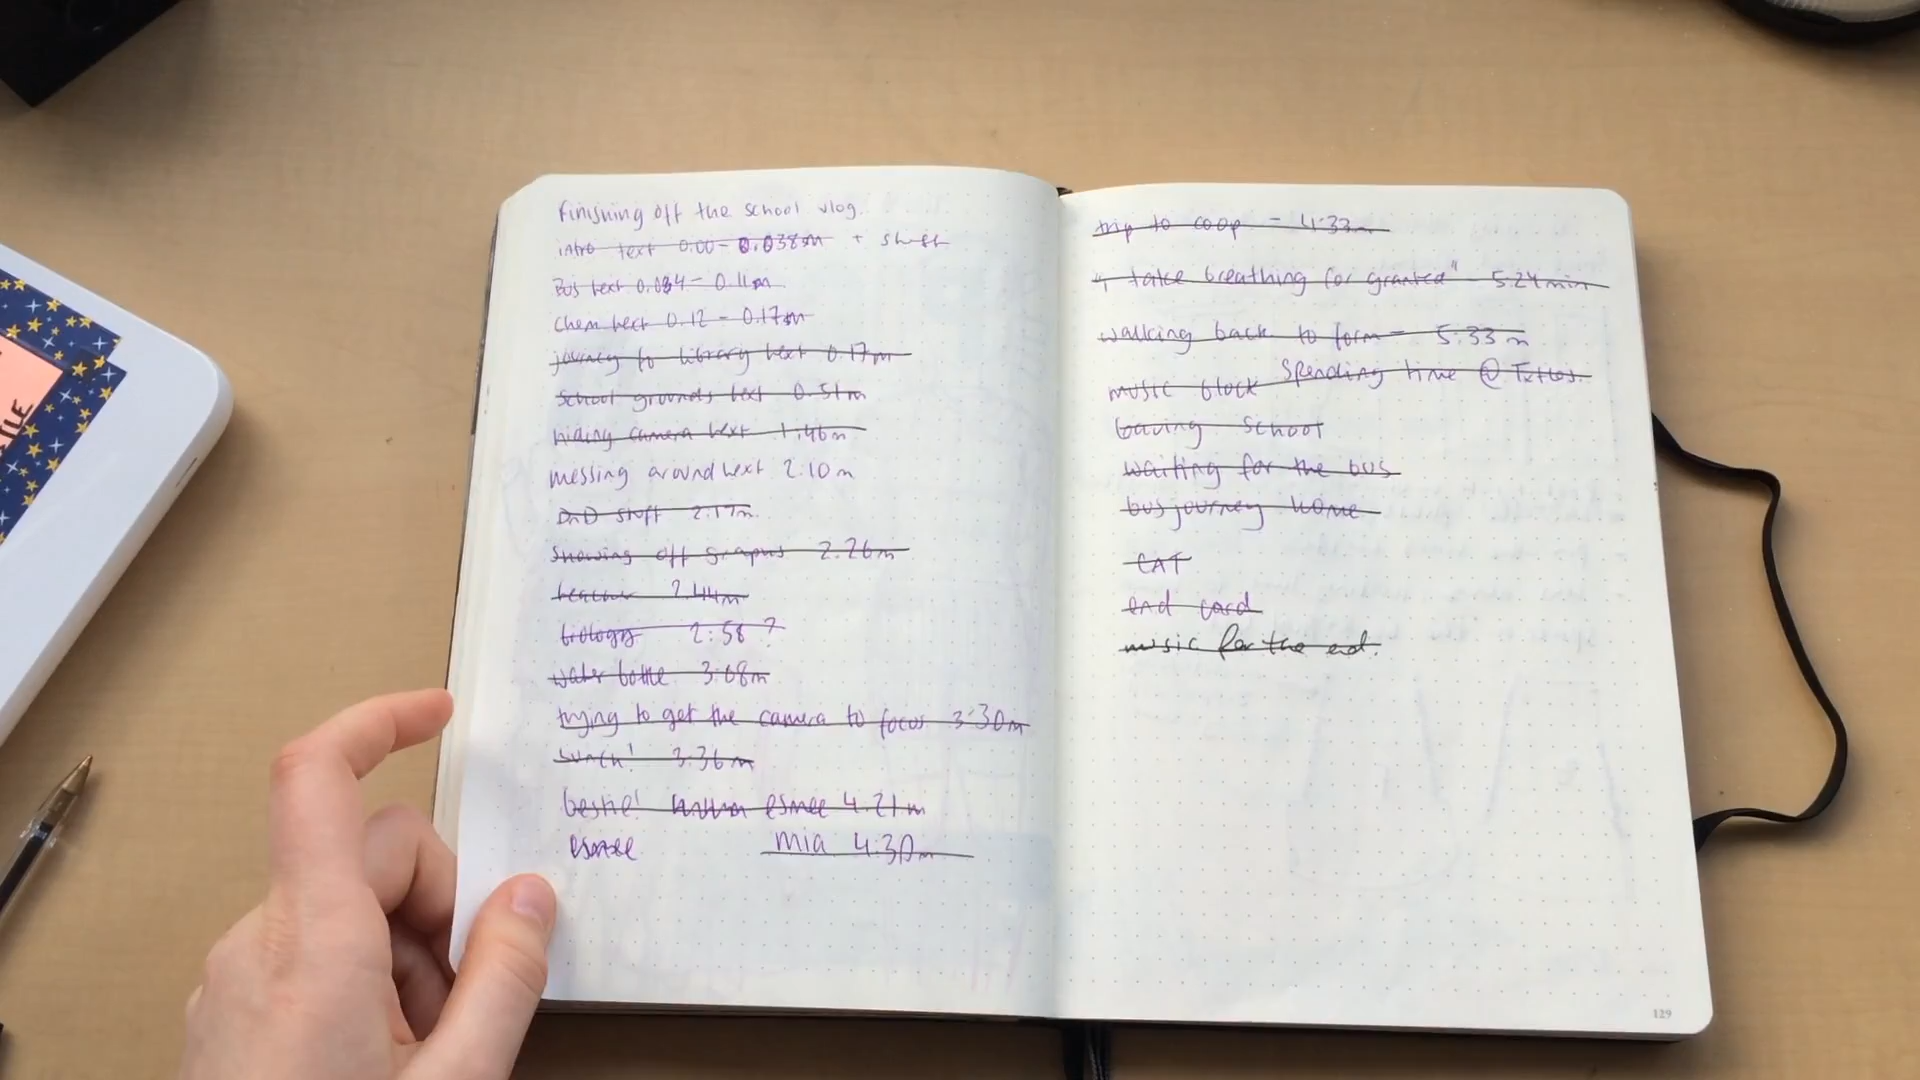 Finishing off the school vlog.
intro text 0.00 - 0.038m + stuff
Bus text 0.034 - 0.11m
Chem text 0.12 - 0.17m
journey to library text 0.17m
School grounds text 0.51m
hiding camera text 1.46m
messing around text 2.10m
DnD stuff 2.17m
Showing off graphs 2.26m
2.44m
biology 2:58?
water bottle 3.08m
trying to get the camera to focus 3:30m
Lunch! 3.36m
bestie! esmee 4.21m
esmee mia 4.30m
trip to coop - 4:33m
"I take breathing for granted" - 5.24min
walking back to form - 5:33m
music block Spending time @
leaving school
waiting for the bus
bus journey home
CAT
end card
music for the end.
129